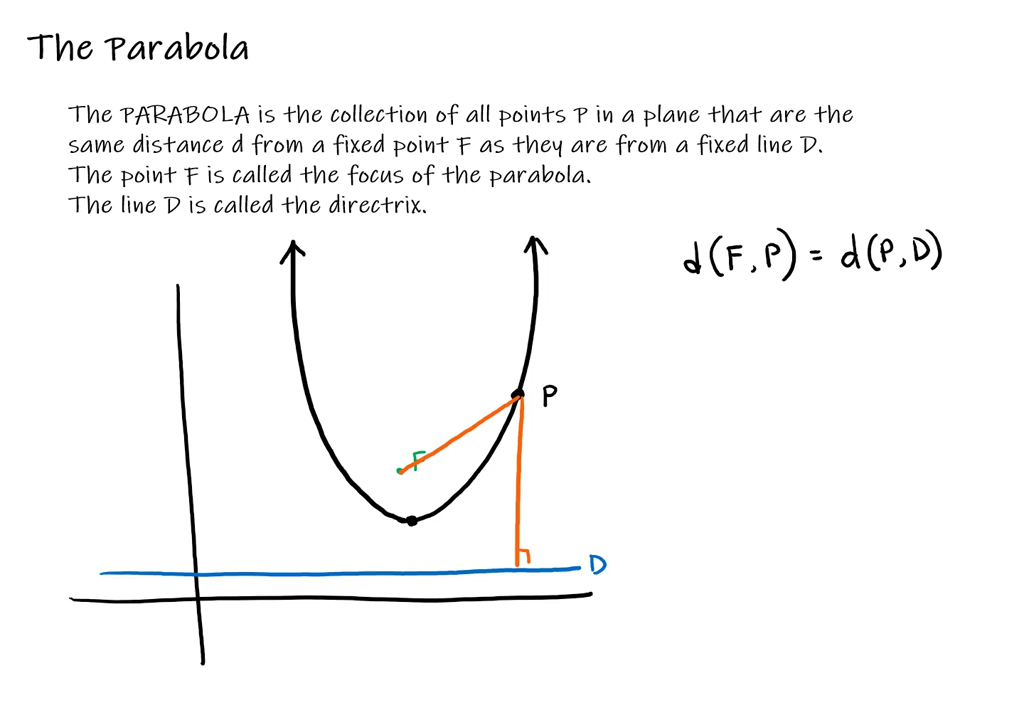 The Parabola
The PARABOLA is the collection of all points P in a plane that are the
same distance d from a fixed point F as they are from a fixed line D.
The point F is called the focus of the parabola.
The line D is called the directrix.
d(F,P) = d(P,D)
P
F
D